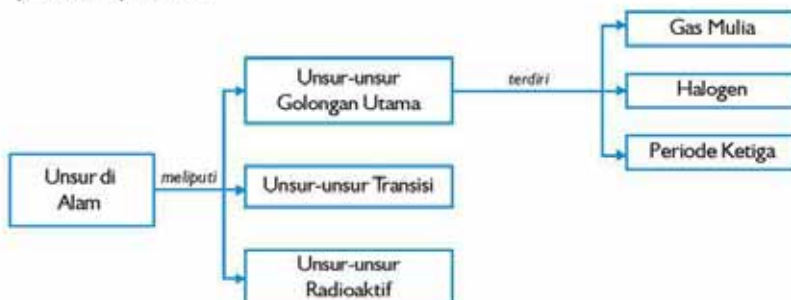 Unsur di
Alam
meliputi
Unsur-unsur
Golongan Utama
terdiri
Gas Mulia
Halogen
Periode Ketiga
Unsur-unsur Transisi
Unsur-unsur
Radioaktif